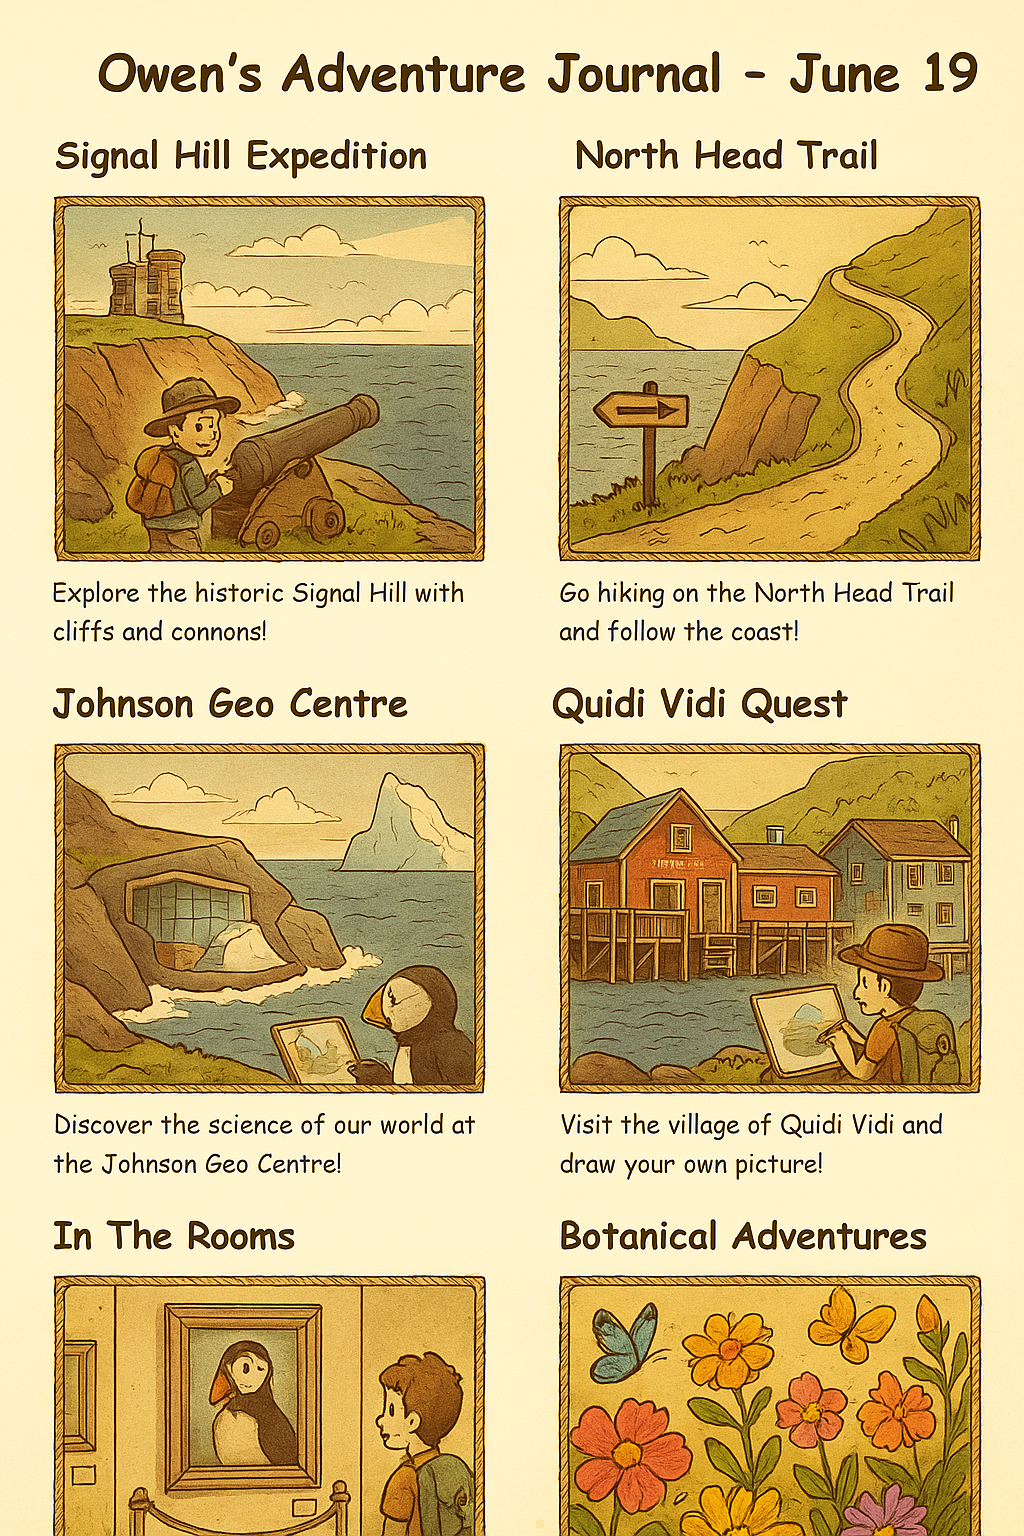 Owen's Adventure Journal – June 19
Signal Hill Expedition
North Head Trail
Explore the historic Signal Hill with
cliffs and connons!
Go hiking on the North Head Trail
and follow the coast!
Johnson Geo Centre
Quidi Vidi Quest
Discover the science of our world at
the Johnson Geo Centre!
Visit the village of Quidi Vidi and
draw your own picture!
In The Rooms
Botanical Adventures